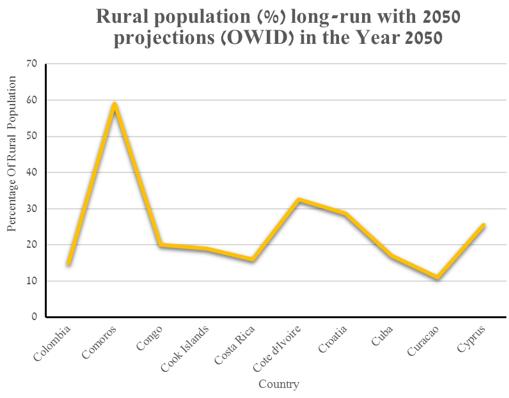 Rural population (%) long-run with 2050
projections (OWID) in the Year 2050
Percentage Of Rural Population
70
60
50
40
30
20
10
0
Colombia
Comoros
Congo
Cook Islands
Costa Rica
Cote d'Ivoire
Croatia
Cuba
Curacao
Cyprus
Country